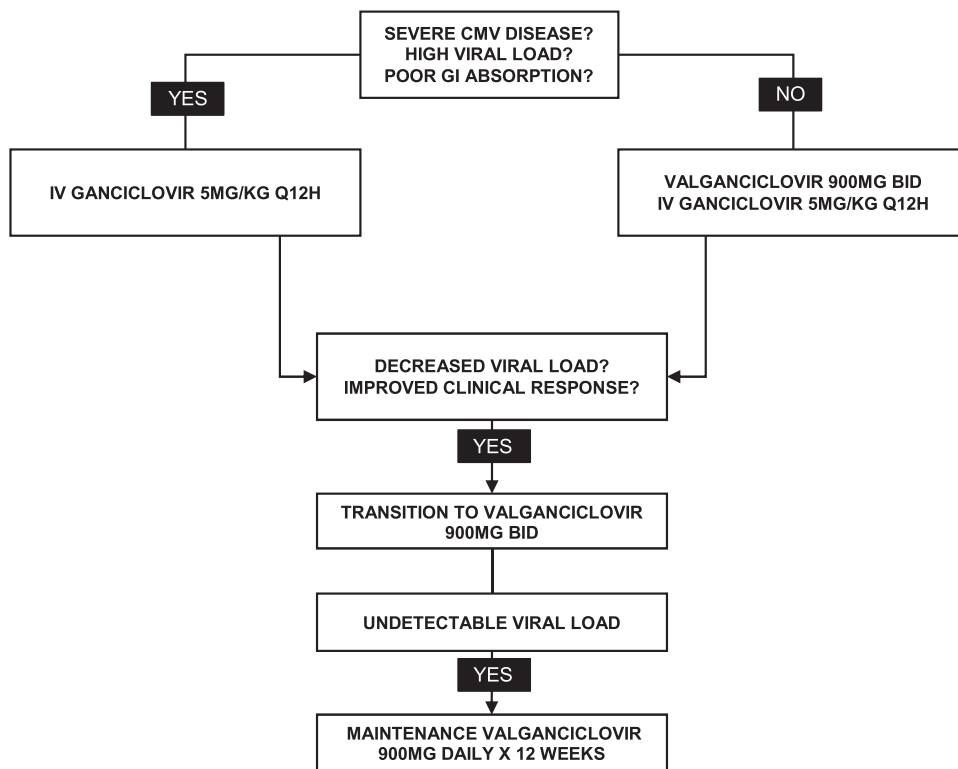 SEVERE CMV DISEASE?
HIGH VIRAL LOAD?
POOR GI ABSORPTION?
YES
NO
IV GANCICLOVIR 5MG/KG Q12H
VALGANCICLOVIR 900MG BID
IV GANCICLOVIR 5MG/KG Q12H
DECREASED VIRAL LOAD?
IMPROVED CLINICAL RESPONSE?
YES
TRANSITION TO VALGANCICLOVIR
900MG BID
UNDETECTABLE VIRAL LOAD
YES
MAINTENANCE VALGANCICLOVIR
900MG DAILY X 12 WEEKS